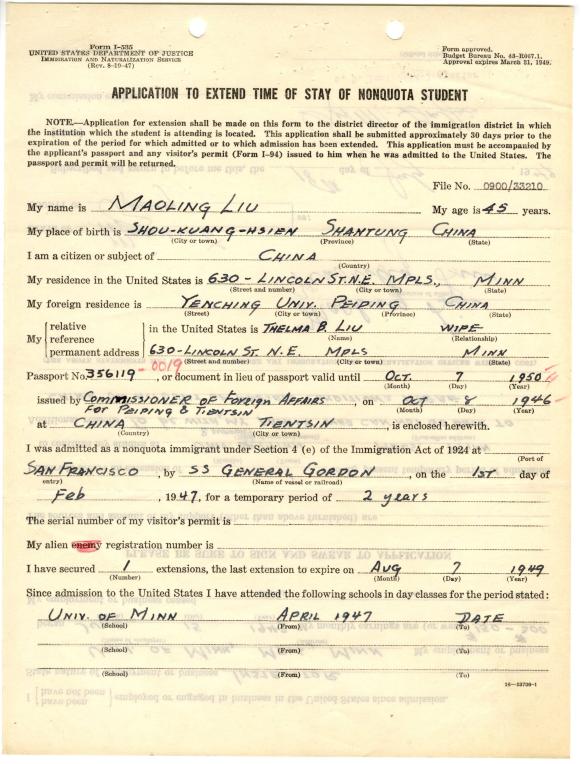 Form I-535
UNITED STATES DEPARTMENT OF JUSTICE
IMMIGRATION AND NATURALIZATION SERVICE
(Rev. 8-19-47)
Form approved.
Budget Bureau No. 43-R067.1.
Approval expires March 31, 1949.
APPLICATION TO EXTEND TIME OF STAY OF NONQUOTA STUDENT
NOTE.—Application for extension shall be made on this form to the district director of the immigration district in which
the institution which the student is attending is located. This application shall be submitted approximately 30 days prior to the
expiration of the period for which admitted or to which admission has been extended. This application must be accompanied
by the applicant's passport and any visitor's permit (Form I-94) issued to him when he was admitted to the United States. The
passport and permit will be returned.
File No. 0900/33210
My name is MAOLING LIU My age is 45 years.
My place of birth is SHOU-KUANG-HSIEN SHANTUNG CHINA
(City or town) (Province) (State)
I am a citizen or subject of CHINA
(Country)
My residence in the United States is 630-LINCOLN ST. N.E. MPLS., MINN
(Street and number) (City or town) (State)
My foreign residence is YENCHING UNIV. PEIPING CHINA
(Street) (City or town) (Province) (State)
My relative reference permanent address in the United States is THELMA B. LIU WIFE
(Name) (Relationship)
630-LINCOLN ST. N.E. MPLS MINN
(Street and number) (City or town) (State)
Passport No. 356119-0019, or document in lieu of passport valid until OCT. 7 1950
(Month) (Day) (Year)
issued by COMMISSIONER OF FOREIGN AFFAIRS FOR PEIPING & TIENTSIN, on OCT 8 1946
(Month) (Day) (Year)
at CHINA TIENTSIN, is enclosed herewith.
(Country) (City or town)
I was admitted as a nonquota immigrant under Section 4 (e) of the Immigration Act of 1924 at
(Port of
SAN FRANCISCO, by SS GENERAL GORDON, on the 1ST day of
entry) (Name of vessel or railroad)
Feb, 1947, for a temporary period of 2 years
The serial number of my visitor's permit is
My alien enemy registration number is
I have secured 1 extensions, the last extension to expire on AUG 7 1949
(Number) (Month) (Day) (Year)
Since admission to the United States I have attended the following schools in day classes for the period stated:
UNIV. OF MINN APRIL 1947 DATE
(School) (From) (To)
(School) (From) (To)
(School) (From) (To)
16-53709-1